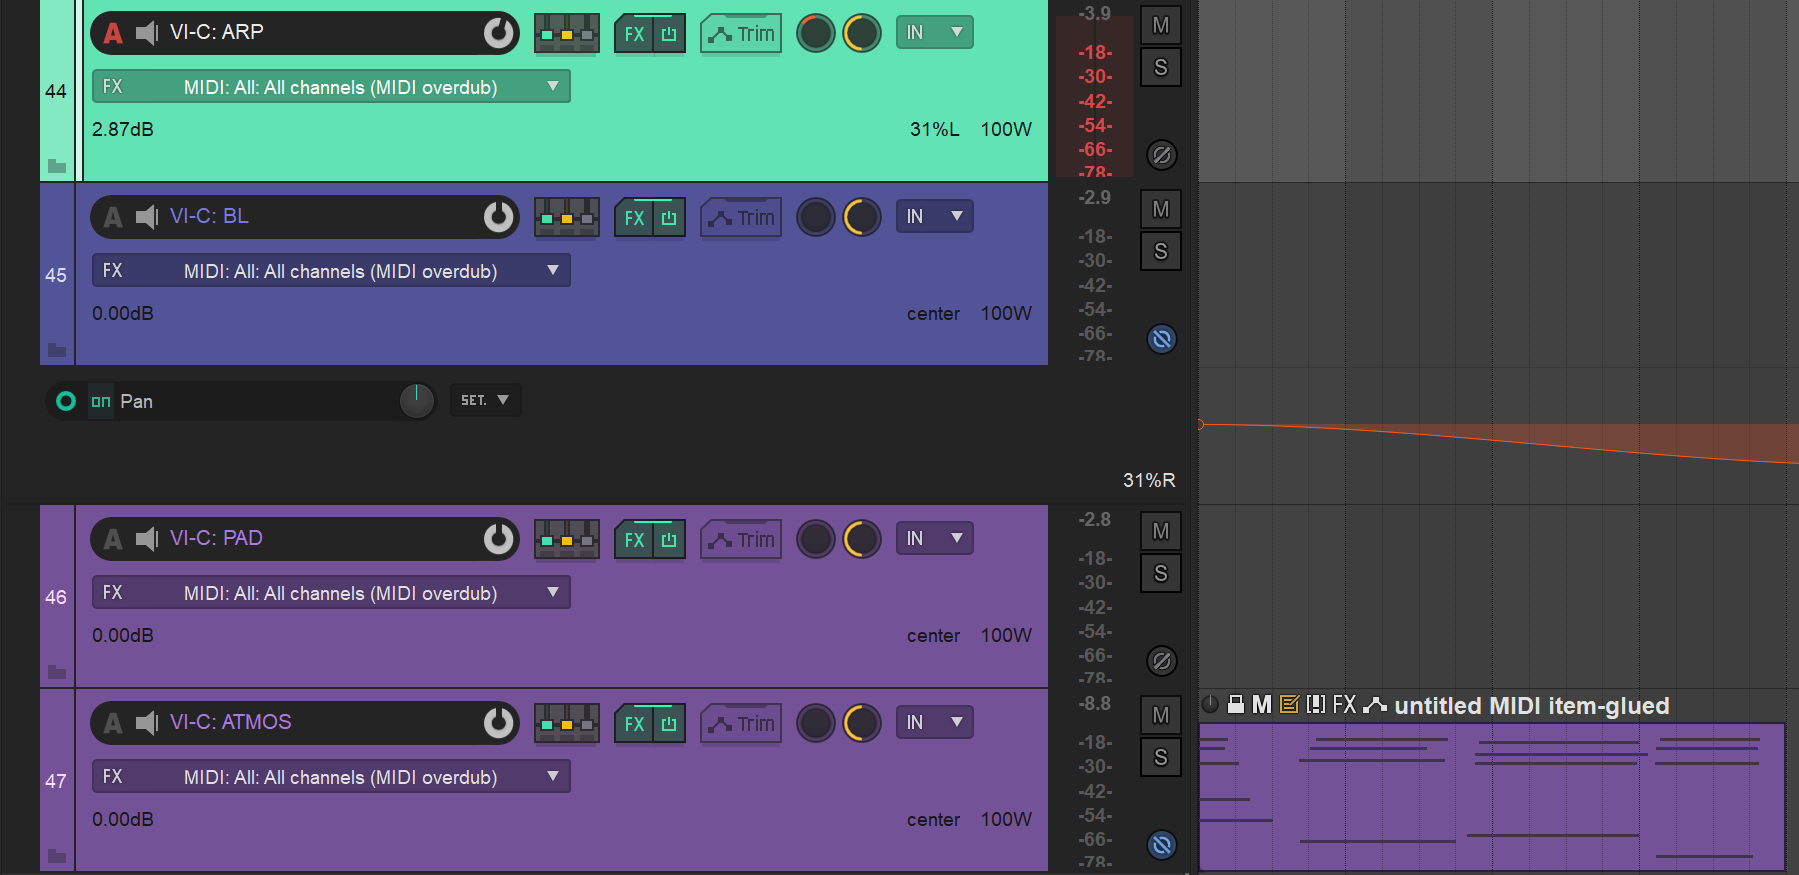 A VI-C: ARP FX Trim IN -3.9 M
-18- S
-30-
44 FX MIDI: All: All channels (MIDI overdub) -42-
2.87dB 31%L 100W -54-
-66-
-78-
A VI-C: BL FX Trim IN -2.9 M
-18- S
-30-
45 FX MIDI: All: All channels (MIDI overdub) -42-
0.00dB center 100W -54-
-66-
-78-
Pan SET.
31%R
A VI-C: PAD FX Trim IN -2.8 M
-18- S
-30-
46 FX MIDI: All: All channels (MIDI overdub) -42-
0.00dB center 100W -54-
-66-
-78-
A VI-C: ATMOS FX Trim IN -8.8 M
-18- S
-30-
47 FX MIDI: All: All channels (MIDI overdub) -42-
0.00dB center 100W -54-
-66-
-78-
M FX untitled MIDI item-glued